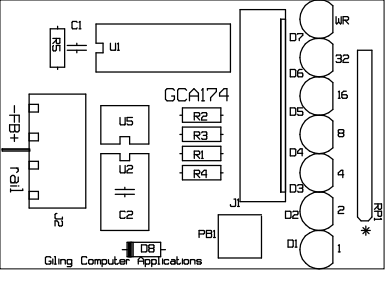 C1
R5
U1
D7
WR
D6
32
GCA174
D5
16
-FB+
U5
R2
R3
R1
R4
D4
8
rail
U2
D3
4
J1
C2
J2
D2
2
RP1
*
PB1
D1
1
D8
Giling Computer Applications